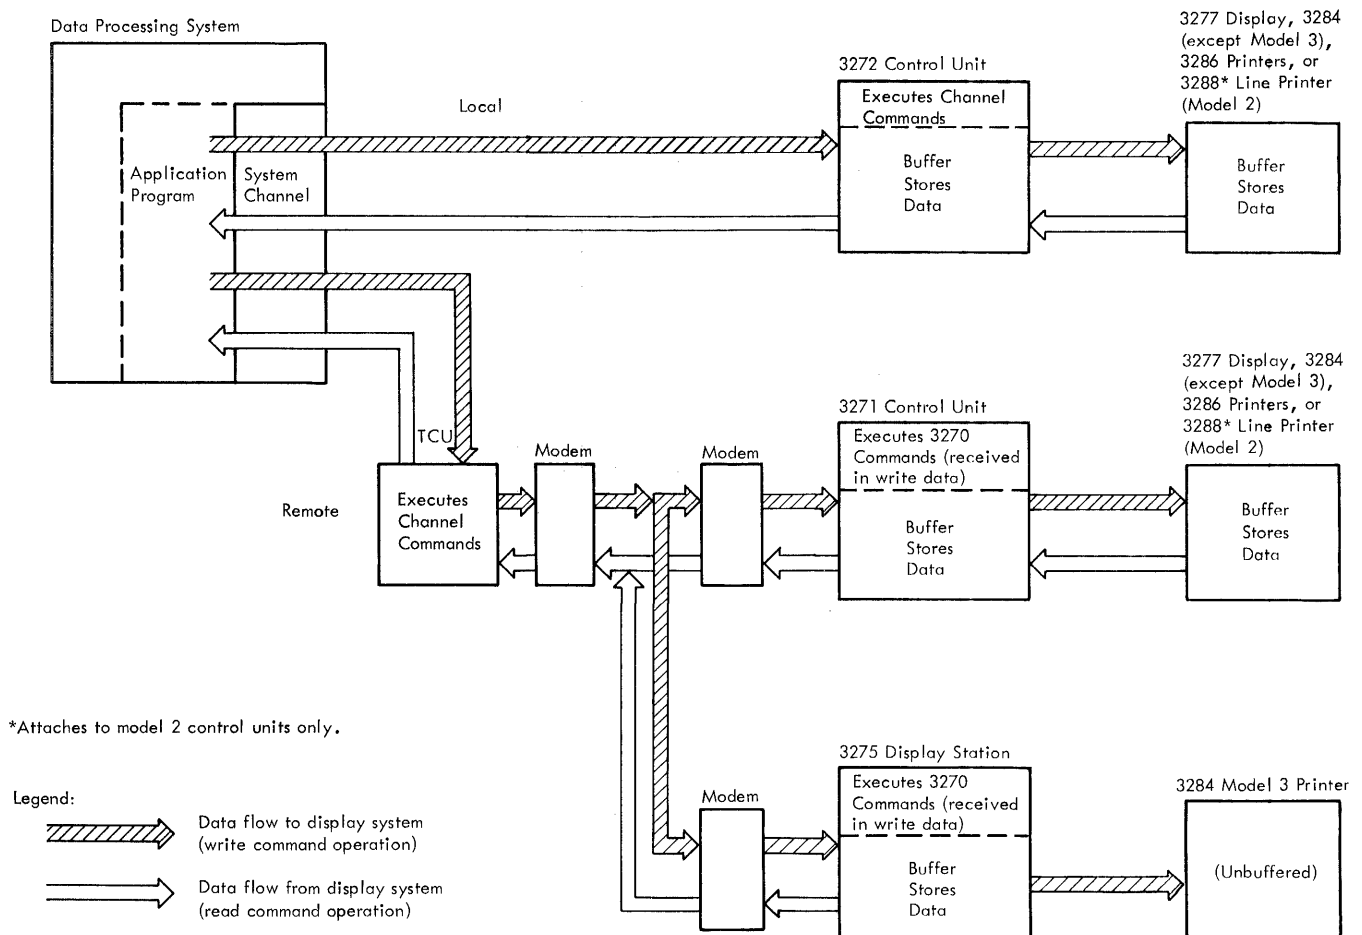 Data Processing System
Local
Application
Program
System
Channel
3272 Control Unit
Executes Channel
Commands
Buffer
Stores
Data
3277 Display, 3284
(except Model 3),
3286 Printers, or
3288* Line Printer
(Model 2)
Buffer
Stores
Data
Remote
TCU
Executes
Channel
Commands
Modem
Modem
3271 Control Unit
Executes 3270
Commands (received
in write data)
Buffer
Stores
Data
3277 Display, 3284
(except Model 3),
3286 Printers, or
3288* Line Printer
(Model 2)
Buffer
Stores
Data
*Attaches to model 2 control units only.
Modem
3275 Display Station
Executes 3270
Commands (received
in write data)
Buffer
Stores
Data
3284 Model 3 Printer
(Unbuffered)
Legend:
Data flow to display system
(write command operation)
Data flow from display system
(read command operation)